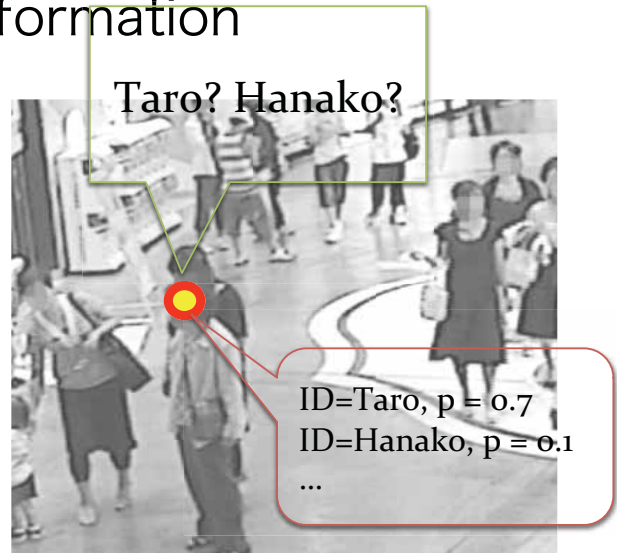 formation
Taro? Hanako?
ID=Taro, p = 0.7
ID=Hanako, p = 0.1
...